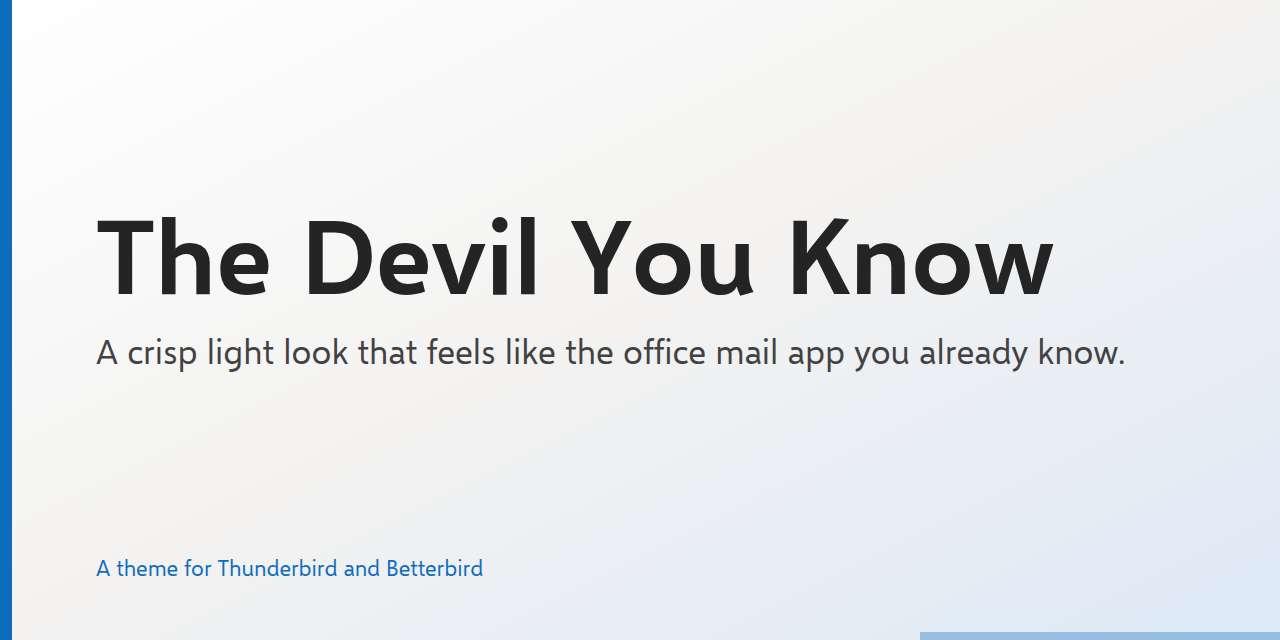 The Devil You Know
A crisp light look that feels like the office mail app you already know.
A theme for Thunderbird and Betterbird